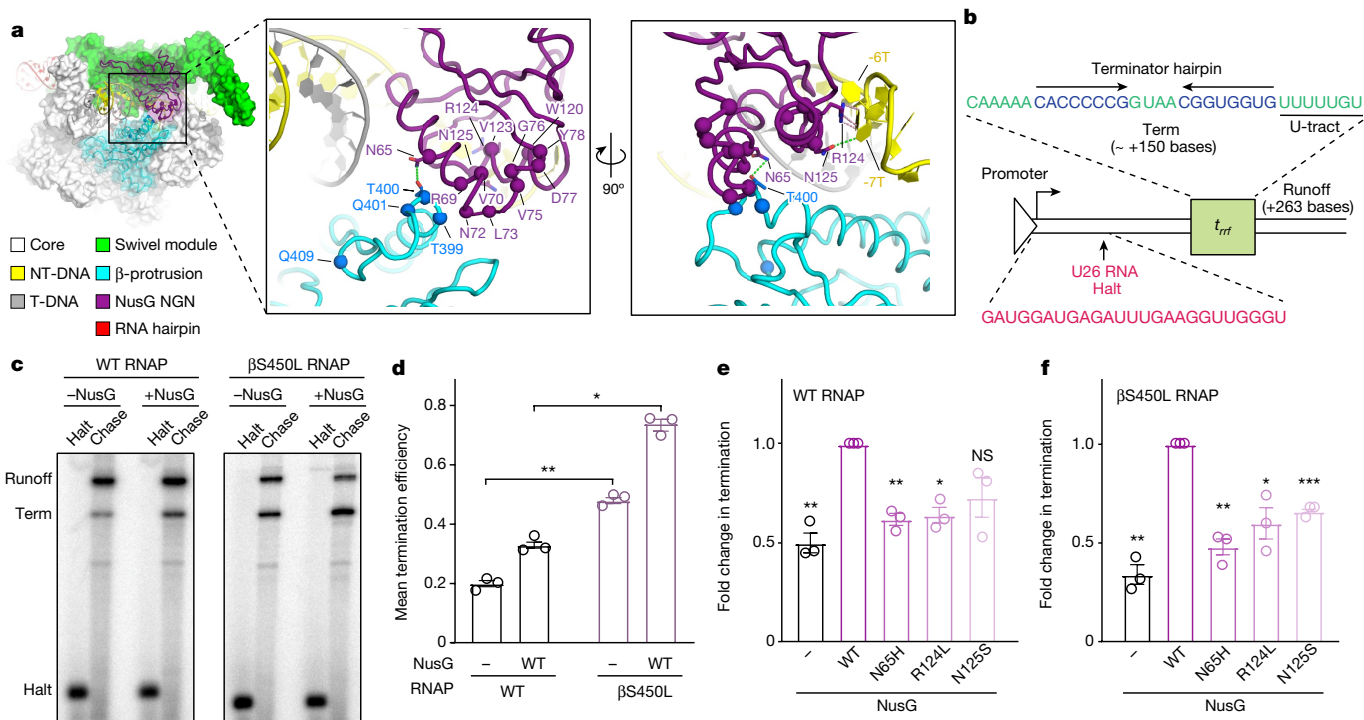 a
Core
NT-DNA
T-DNA
Swivel module
β-protrusion
NusG NGN
RNA hairpin
R124
W120
N125
V123
G76
Y78
N65
T400
Q401
R69
V70
D77
V75
N72
L73
T399
Q409
90°
-6T
R124
N65
N125
-7T
T400
b
Terminator hairpin
CAAAAACACCCCCGGUAACGGUGGUGUUUUUGU
U-tract
Term
(~ +150 bases)
Promoter
Runoff
(+263 bases)
trrf
U26 RNA
Halt
GAUGGAUGAGAUUUGAAGGUUGGGU
c
WT RNAP
βS450L RNAP
–NusG
+NusG
–NusG
+NusG
Halt
Chase
Halt
Chase
Halt
Chase
Halt
Chase
Runoff
Term
Halt
d
Mean termination efficiency
0.8
0.6
0.4
0.2
0
**
*
NusG
–
WT
–
WT
RNAP
WT
βS450L
e
WT RNAP
Fold change in termination
1.0
0.5
0
**
**
*
NS
–
WT
N65H
R124L
N125S
NusG
f
βS450L RNAP
Fold change in termination
1.0
0.5
0
**
**
*
***
–
WT
N65H
R124L
N125S
NusG